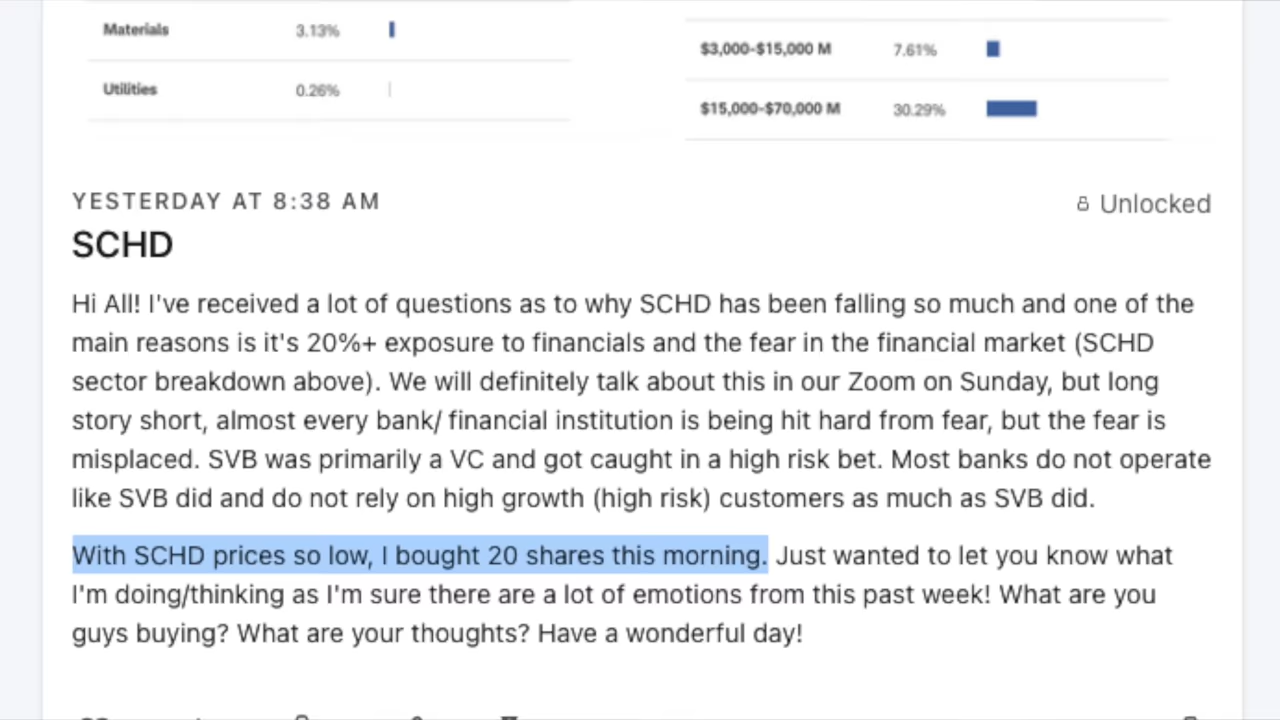 Materials 3.13%
$3,000-$15,000 M 7.61%
Utilities 0.26%
$15,000-$70,000 M 30.29%
YESTERDAY AT 8:38 AM
Unlocked
SCHD
Hi All! I've received a lot of questions as to why SCHD has been falling so much and one of the
main reasons is it's 20%+ exposure to financials and the fear in the financial market (SCHD
sector breakdown above). We will definitely talk about this in our Zoom on Sunday, but long
story short, almost every bank/ financial institution is being hit hard from fear, but the fear is
misplaced. SVB was primarily a VC and got caught in a high risk bet. Most banks do not operate
like SVB did and do not rely on high growth (high risk) customers as much as SVB did.
With SCHD prices so low, I bought 20 shares this morning. Just wanted to let you know what
I'm doing/thinking as I'm sure there are a lot of emotions from this past week! What are you
guys buying? What are your thoughts? Have a wonderful day!